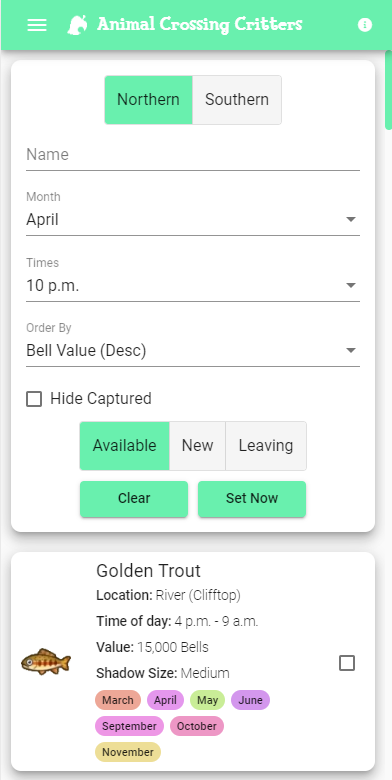 Animal Crossing Critters
Northern Southern
Name
Month
April
Times
10 p.m.
Order By
Bell Value (Desc)
Hide Captured
Available New Leaving
Clear Set Now
Golden Trout
Location: River (Clifftop)
Time of day: 4 p.m. - 9 a.m.
Value: 15,000 Bells
Shadow Size: Medium
March April May June
September October
November